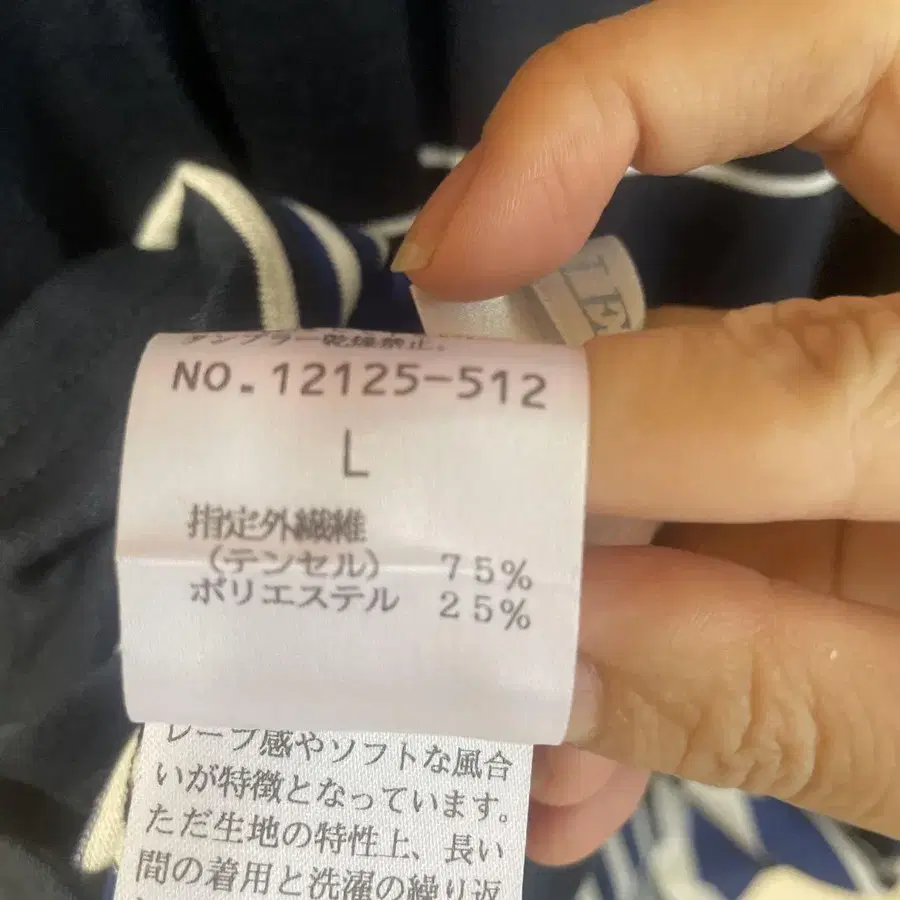 LE
タンブラー乾燥禁止。
NO.12125-512
L
指定外繊維
(テンセル) 75%
ポリエステル 25%
レープ感やソフトな風合
いが特徴となっています。
ただ生地の特性上、長い
間の着用と洗濯の繰り返